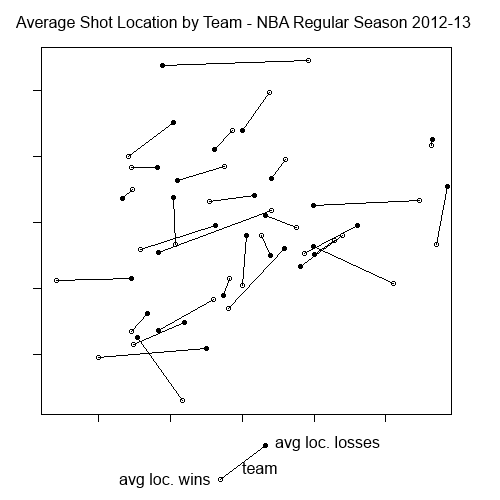 Average Shot Location by Team - NBA Regular Season 2012-13
avg loc. losses
team
avg loc. wins